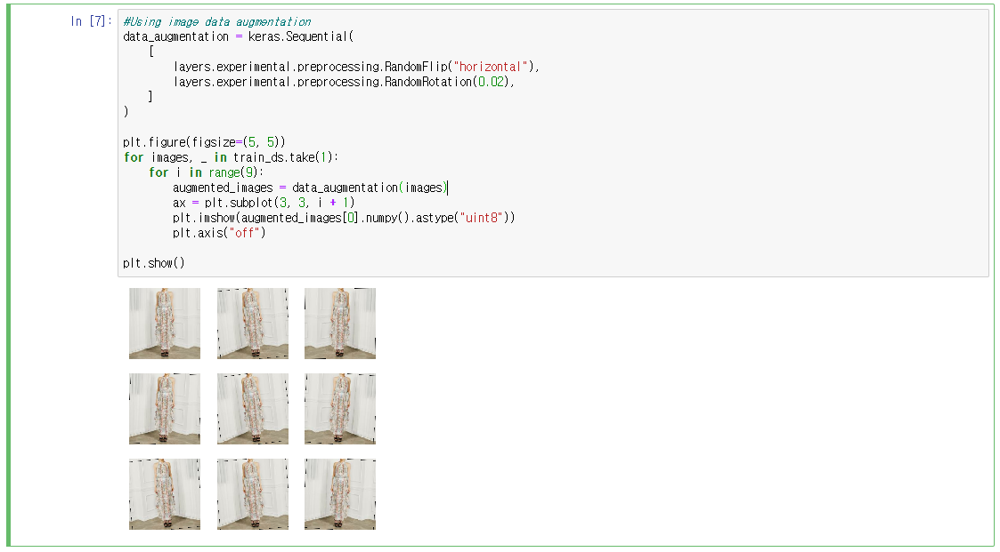 In [7]: #Using image data augmentation
data_augmentation = keras.Sequential(
    [
        layers.experimental.preprocessing.RandomFlip("horizontal"),
        layers.experimental.preprocessing.RandomRotation(0.02),
    ]
)

plt.figure(figsize=(5, 5))
for images, _ in train_ds.take(1):
    for i in range(9):
        augmented_images = data_augmentation(images)
        ax = plt.subplot(3, 3, i + 1)
        plt.imshow(augmented_images[0].numpy().astype("uint8"))
        plt.axis("off")

plt.show()